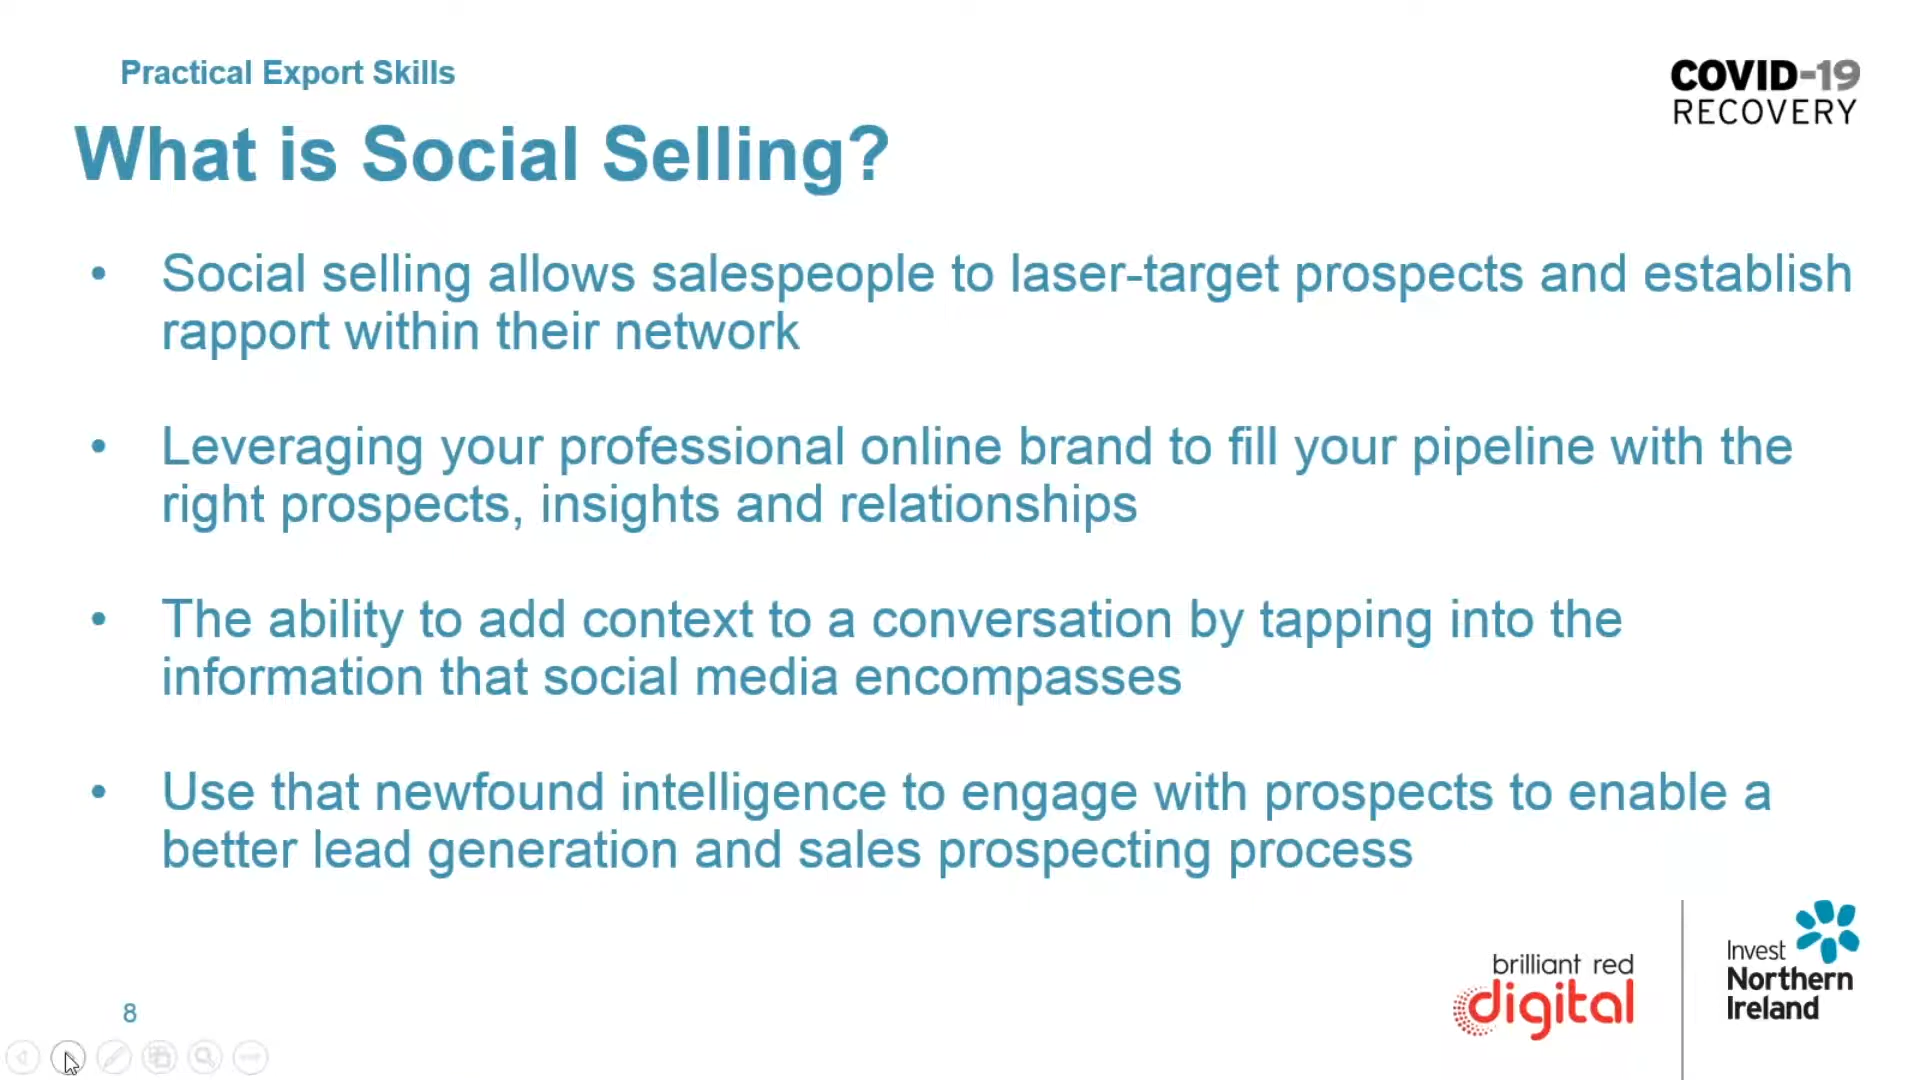 Practical Export Skills
COVID-19
RECOVERY
What is Social Selling?
• Social selling allows salespeople to laser-target prospects and establish
rapport within their network
• Leveraging your professional online brand to fill your pipeline with the
right prospects, insights and relationships
• The ability to add context to a conversation by tapping into the
information that social media encompasses
• Use that newfound intelligence to engage with prospects to enable a
better lead generation and sales prospecting process
brilliant red
digital
Invest
Northern
Ireland
8